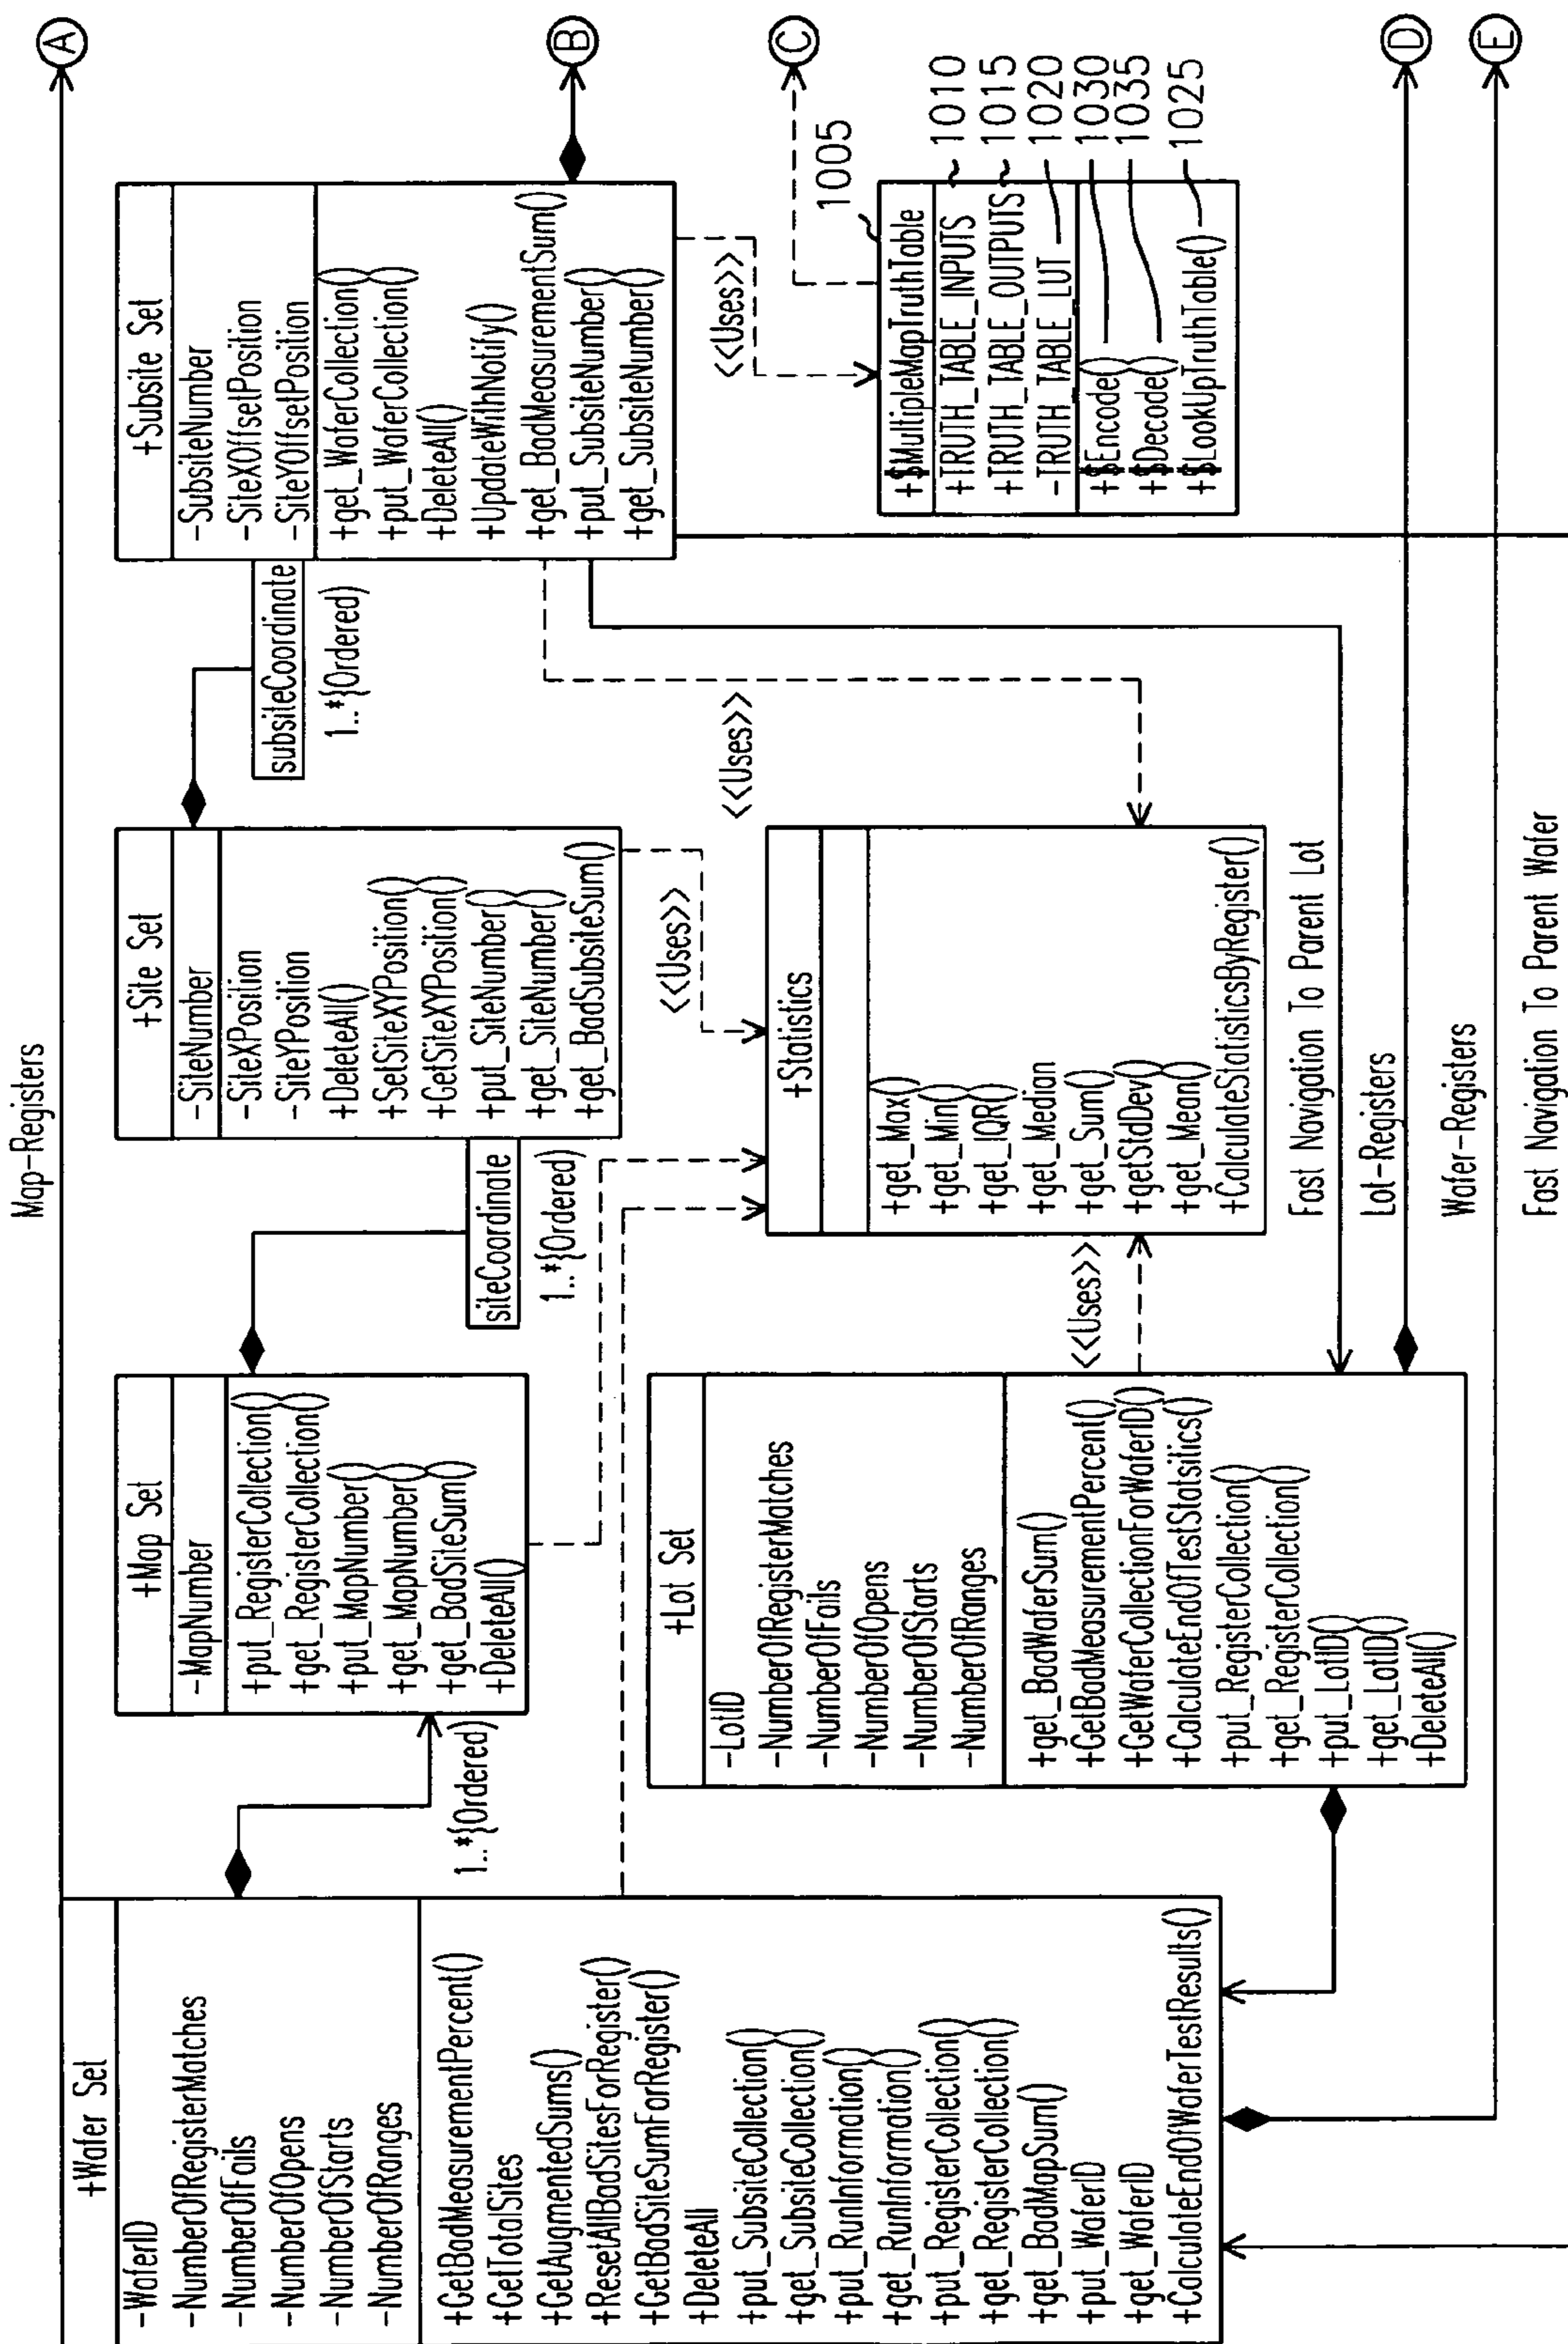 Map-Registers
A
+Wafer Set
-WaferID
-NumberOfRegisterMatches
-NumberOfFails
-NumberOfOpens
-NumberOfStarts
-NumberOfRanges
+GetBadMeasurementPercent()
+GetTotalSites
+GetAugmentedSums()
+ResetAllBadSitesForRegister()
+GetBadSiteSumForRegister()
+DeleteAll
+put_SubsiteCollection()
+get_SubsiteCollection()
+put_RunInformation()
+get_RunInformation()
+put_RegisterCollection()
+get_RegisterCollection()
+get_BadMapSum()
+put_WaferID
+get_WaferID
+CalculateEndOfWaferTestResults()
1..*{Ordered)
+Map Set
-MapNumber
+put_RegisterCollection()
+get_RegisterCollection()
+put_MapNumber()
+get_MapNumber()
+get_BadSiteSum()
+DeleteAll()
siteCoordinate
1..*{Ordered)
+Site Set
-SiteNumber
-SiteXPosition
-SiteYPosition
+DeleteAll()
+SetSiteXYPosition()
+GetSiteXYPosition()
+put_SiteNumber()
+get_SiteNumber()
+get_BadSubsiteSum()
subsiteCoordinate
1..*{Ordered)
+Subsite Set
-SubsiteNumber
-SiteXOffsetPosition
-SiteYOffsetPosition
+get_WaferCollection()
+put_WaferCollection()
+DeleteAll()
+UpdateWithNotify()
+get_BadMeasurementSum()
+put_SubsiteNumber()
+get_SubsiteNumber()
B
<<Uses>>
<<Uses>>
<<Uses>>
C
+Lot Set
-LotID
-NumberOfRegisterMatches
-NumberOfFails
-NumberOfOpens
-NumberOfStarts
-NumberOfRanges
+get_BadWaferSum()
+GetBadMeasurementPercent()
+GetWaferCollectionForWaferID()
+CalculateEndOfTestStatsitics()
+put_RegisterCollection()
+get_RegisterCollection()
+put_LotID()
+get_LotID()
+DeleteAll()
<<Uses>>
+Statistics
+get_Max()
+get_Min()
+get_IQR()
+get_Median
+get_Sum()
+getStdDev()
+get_Mean()
+CalculateStatisticsByRegister()
1005
+$MultipleMapTruthTable
+TRUTH_TABLE_INPUTS
1010
+TRUTH_TABLE_OUTPUTS
1015
-TRUTH_TABLE_LUT
1020
+$Encode()
1030
+$Decode()
1035
+$LookUpTruthTable()
1025
Fast Navigation To Parent Lot
Lot-Registers
D
Wafer-Registers
E
Fast Navigation To Parent Wafer